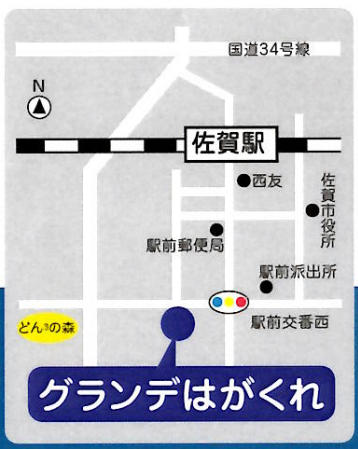 国道34号線
N
佐賀駅
西友
佐賀市役所
駅前郵便局
駅前派出所
どん3の森
駅前交番西
グランデはがくれ